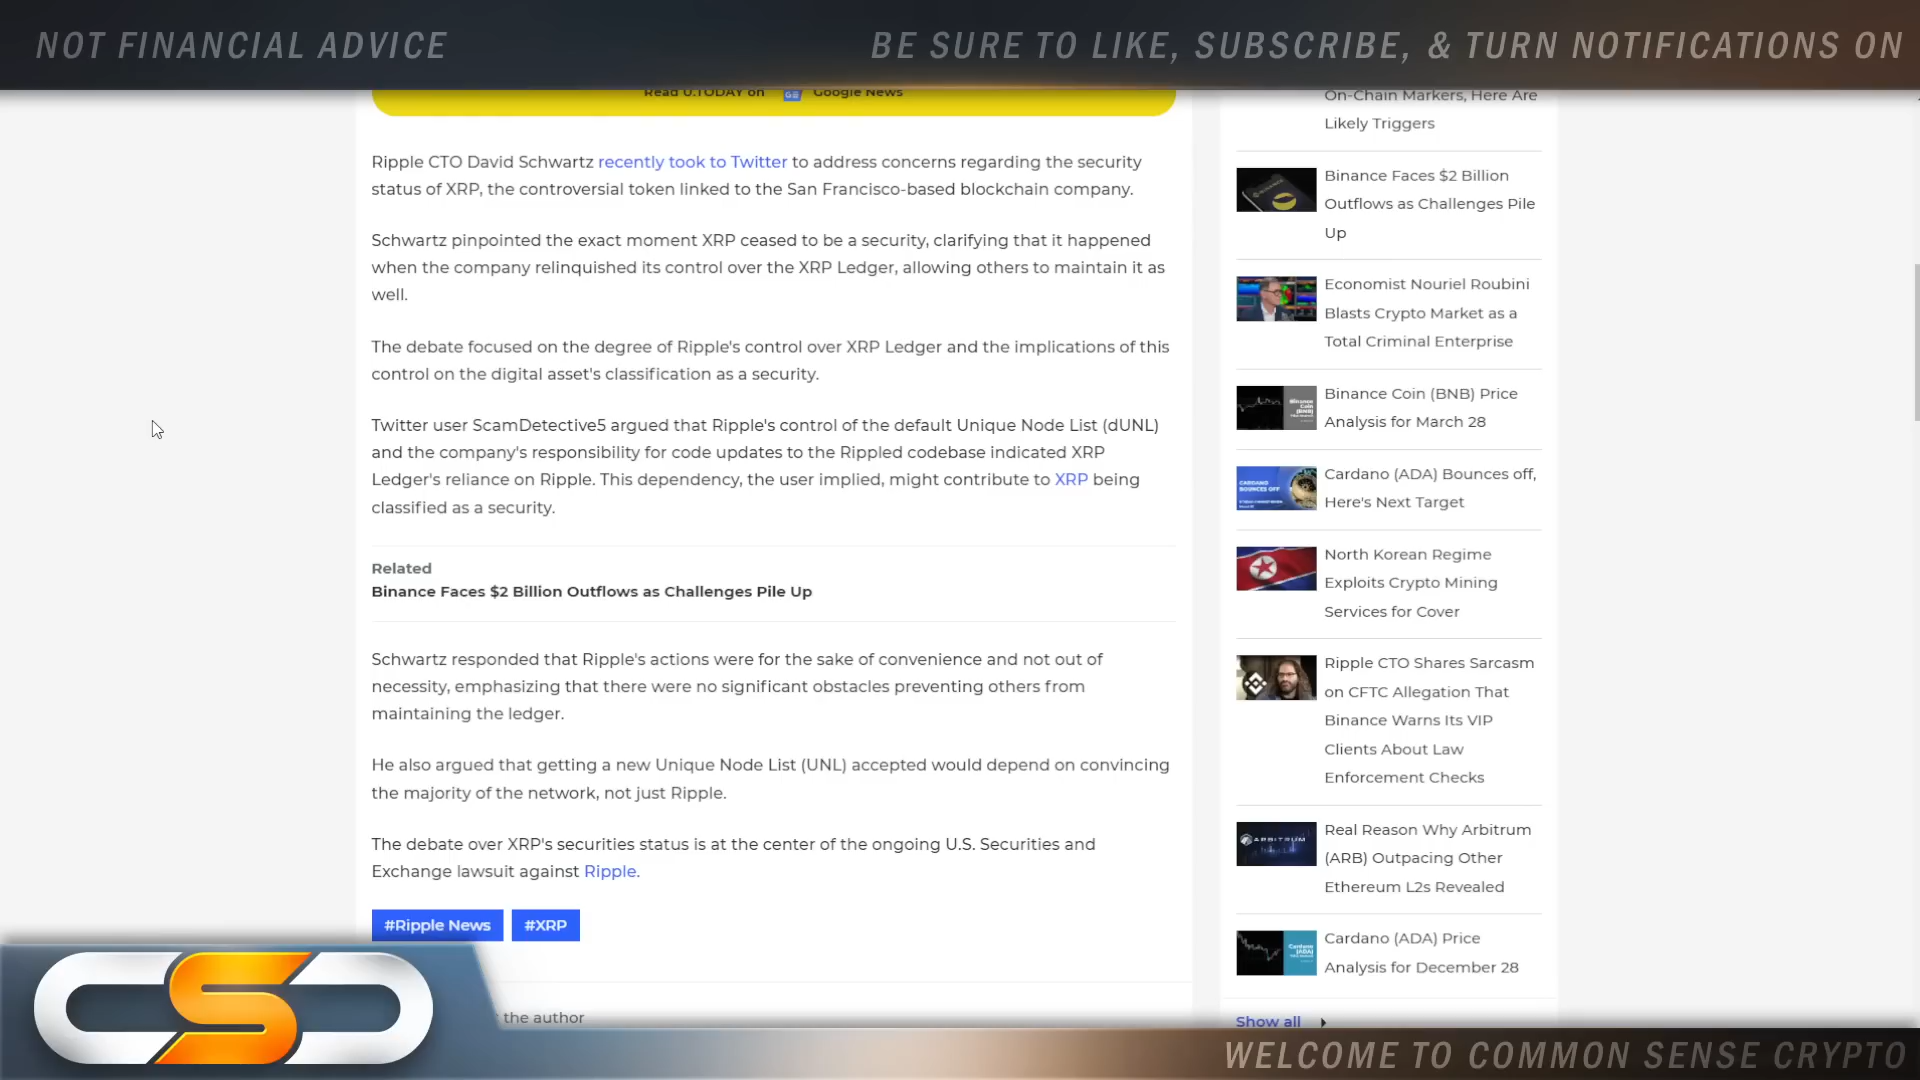 NOT FINANCIAL ADVICE
BE SURE TO LIKE, SUBSCRIBE, & TURN NOTIFICATIONS ON
Read U.TODAY on Google News
Ripple CTO David Schwartz recently took to Twitter to address concerns regarding the security
status of XRP, the controversial token linked to the San Francisco-based blockchain company.
Schwartz pinpointed the exact moment XRP ceased to be a security, clarifying that it happened
when the company relinquished its control over the XRP Ledger, allowing others to maintain it as
well.
The debate focused on the degree of Ripple's control over XRP Ledger and the implications of this
control on the digital asset's classification as a security.
Twitter user ScamDetective5 argued that Ripple's control of the default Unique Node List (dUNL)
and the company's responsibility for code updates to the Rippled codebase indicated XRP
Ledger's reliance on Ripple. This dependency, the user implied, might contribute to XRP being
classified as a security.
Related
Binance Faces $2 Billion Outflows as Challenges Pile Up
Schwartz responded that Ripple's actions were for the sake of convenience and not out of
necessity, emphasizing that there were no significant obstacles preventing others from
maintaining the ledger.
He also argued that getting a new Unique Node List (UNL) accepted would depend on convincing
the majority of the network, not just Ripple.
The debate over XRP's securities status is at the center of the ongoing U.S. Securities and
Exchange lawsuit against Ripple.
#Ripple News #XRP
the author
On-Chain Markers, Here Are
Likely Triggers
Binance Faces $2 Billion
Outflows as Challenges Pile
Up
Economist Nouriel Roubini
Blasts Crypto Market as a
Total Criminal Enterprise
Binance Coin (BNB) Price
Analysis for March 28
Cardano (ADA) Bounces off,
Here's Next Target
North Korean Regime
Exploits Crypto Mining
Services for Cover
Ripple CTO Shares Sarcasm
on CFTC Allegation That
Binance Warns Its VIP
Clients About Law
Enforcement Checks
Real Reason Why Arbitrum
(ARB) Outpacing Other
Ethereum L2s Revealed
Cardano (ADA) Price
Analysis for December 28
Show all
CSC
WELCOME TO COMMON SENSE CRYPTO